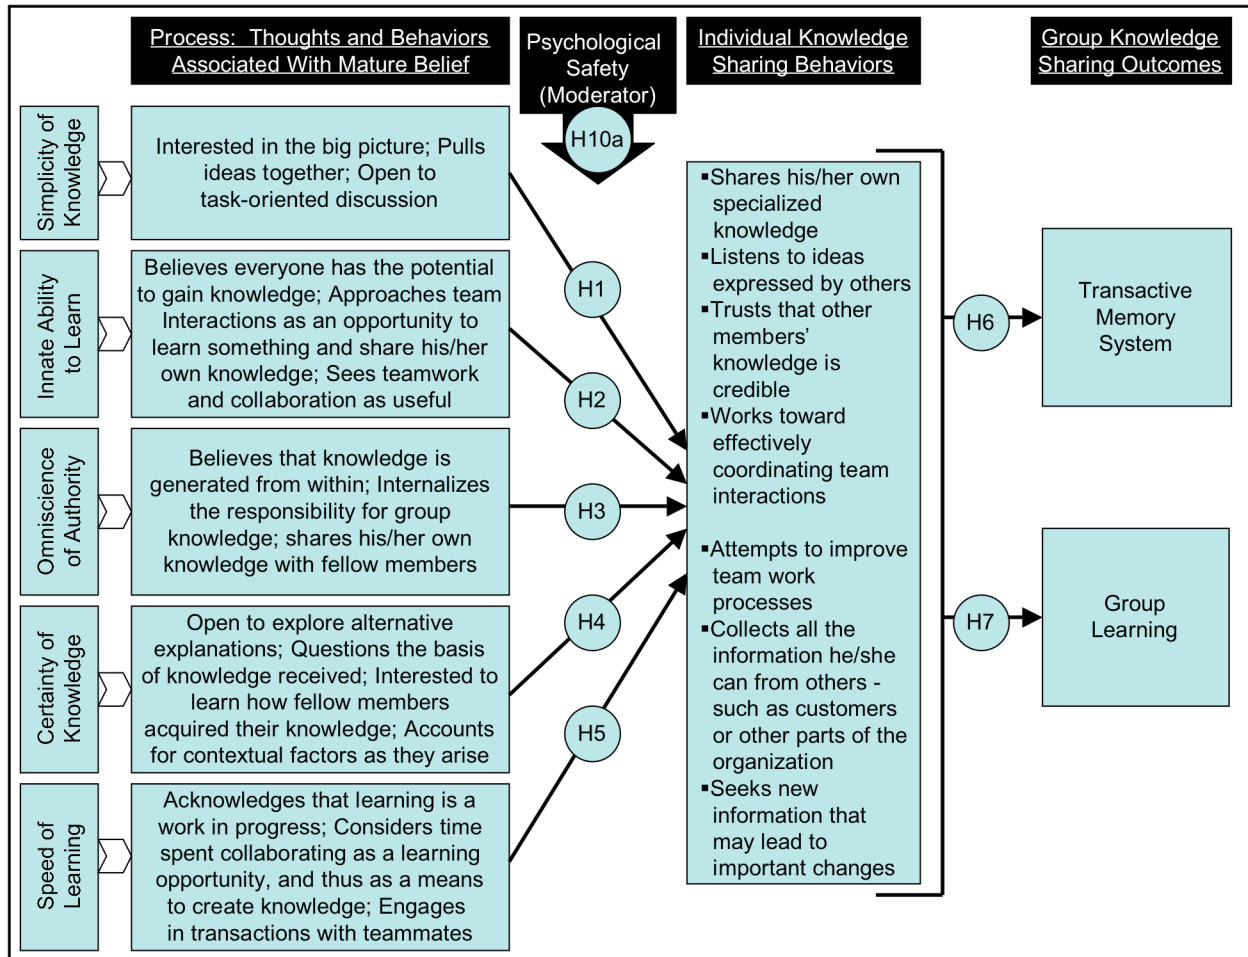 Process:  Thoughts and Behaviors
Associated With Mature Belief
Psychological
Safety
(Moderator)
H10a
Individual Knowledge
Sharing Behaviors
Group Knowledge
Sharing Outcomes
Simplicity of
Knowledge
Interested in the big picture; Pulls
ideas together; Open to
task-oriented discussion
Innate Ability
to Learn
Believes everyone has the potential
to gain knowledge; Approaches team
Interactions as an opportunity to
learn something and share his/her
own knowledge; Sees teamwork
and collaboration as useful
Omniscience
of Authority
Believes that knowledge is
generated from within; Internalizes
the responsibility for group
knowledge; shares his/her own
knowledge with fellow members
Certainty of
Knowledge
Open to explore alternative
explanations; Questions the basis
of knowledge received; Interested to
learn how fellow members
acquired their knowledge; Accounts
for contextual factors as they arise
Speed of
Learning
Acknowledges that learning is a
work in progress; Considers time
spent collaborating as a learning
opportunity, and thus as a means
to create knowledge; Engages
in transactions with teammates
H1
H2
H3
H4
H5
▪Shares his/her own
specialized
knowledge
▪Listens to ideas
expressed by others
▪Trusts that other
members’
knowledge is
credible
▪Works toward
effectively
coordinating team
interactions
▪Attempts to improve
team work
processes
▪Collects all the
information he/she
can from others -
such as customers
or other parts of the
organization
▪Seeks new
information that
may lead to
important changes
H6
H7
Transactive
Memory
System
Group
Learning